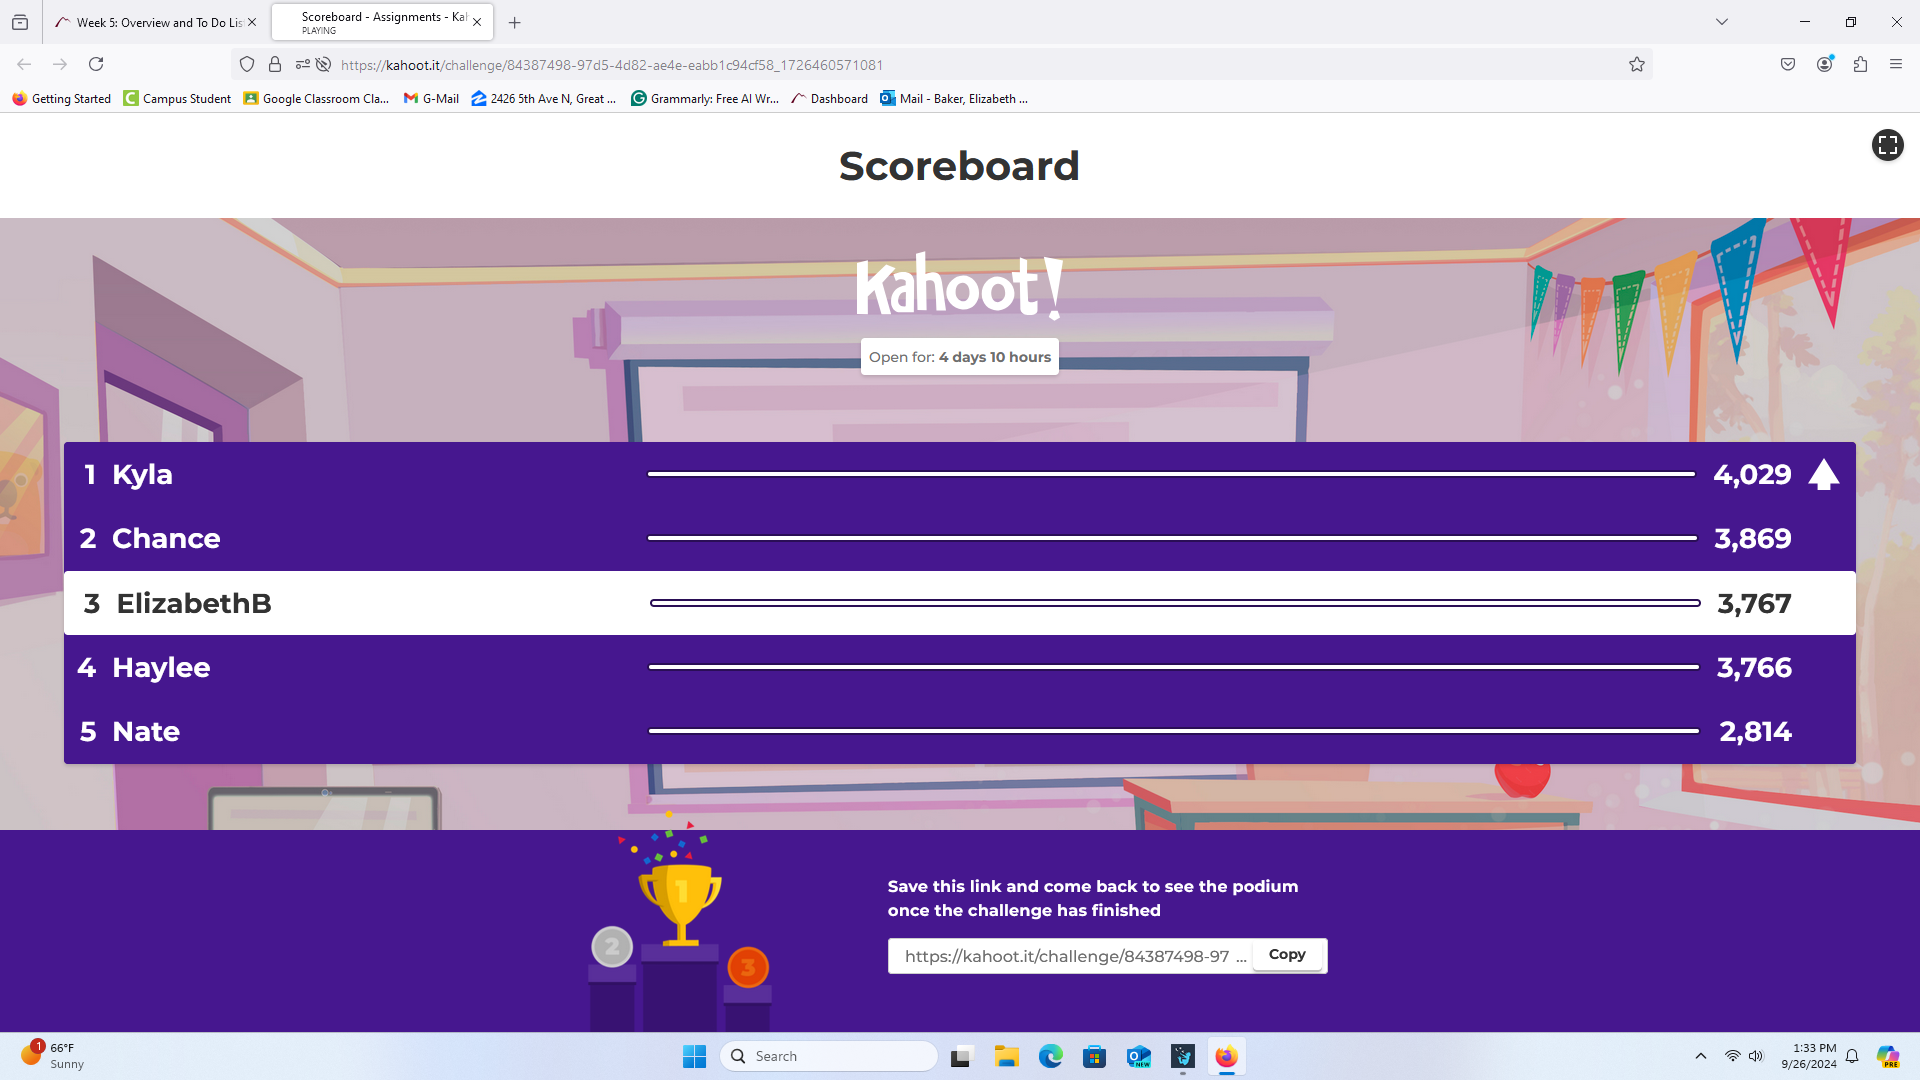 Week 5: Overview and To Do Lis
Scoreboard - Assignments - Kah
PLAYING
https://kahoot.it/challenge/84387498-97d5-4d82-ae4e-eabb1c94cf58_1726460571081
Getting Started
Campus Student
Google Classroom Cla...
G-Mail
2426 5th Ave N, Great ...
Grammarly: Free AI Wr...
Dashboard
Mail - Baker, Elizabeth ...
Scoreboard
Kahoot!
Open for: 4 days 10 hours
1 Kyla 4,029
2 Chance 3,869
3 ElizabethB 3,767
4 Haylee 3,766
5 Nate 2,814
1
2
3
Save this link and come back to see the podium
once the challenge has finished
https://kahoot.it/challenge/84387498-97 ...
Copy
1
66°F
Sunny
Search
NEW
PRE
1:33 PM
9/26/2024